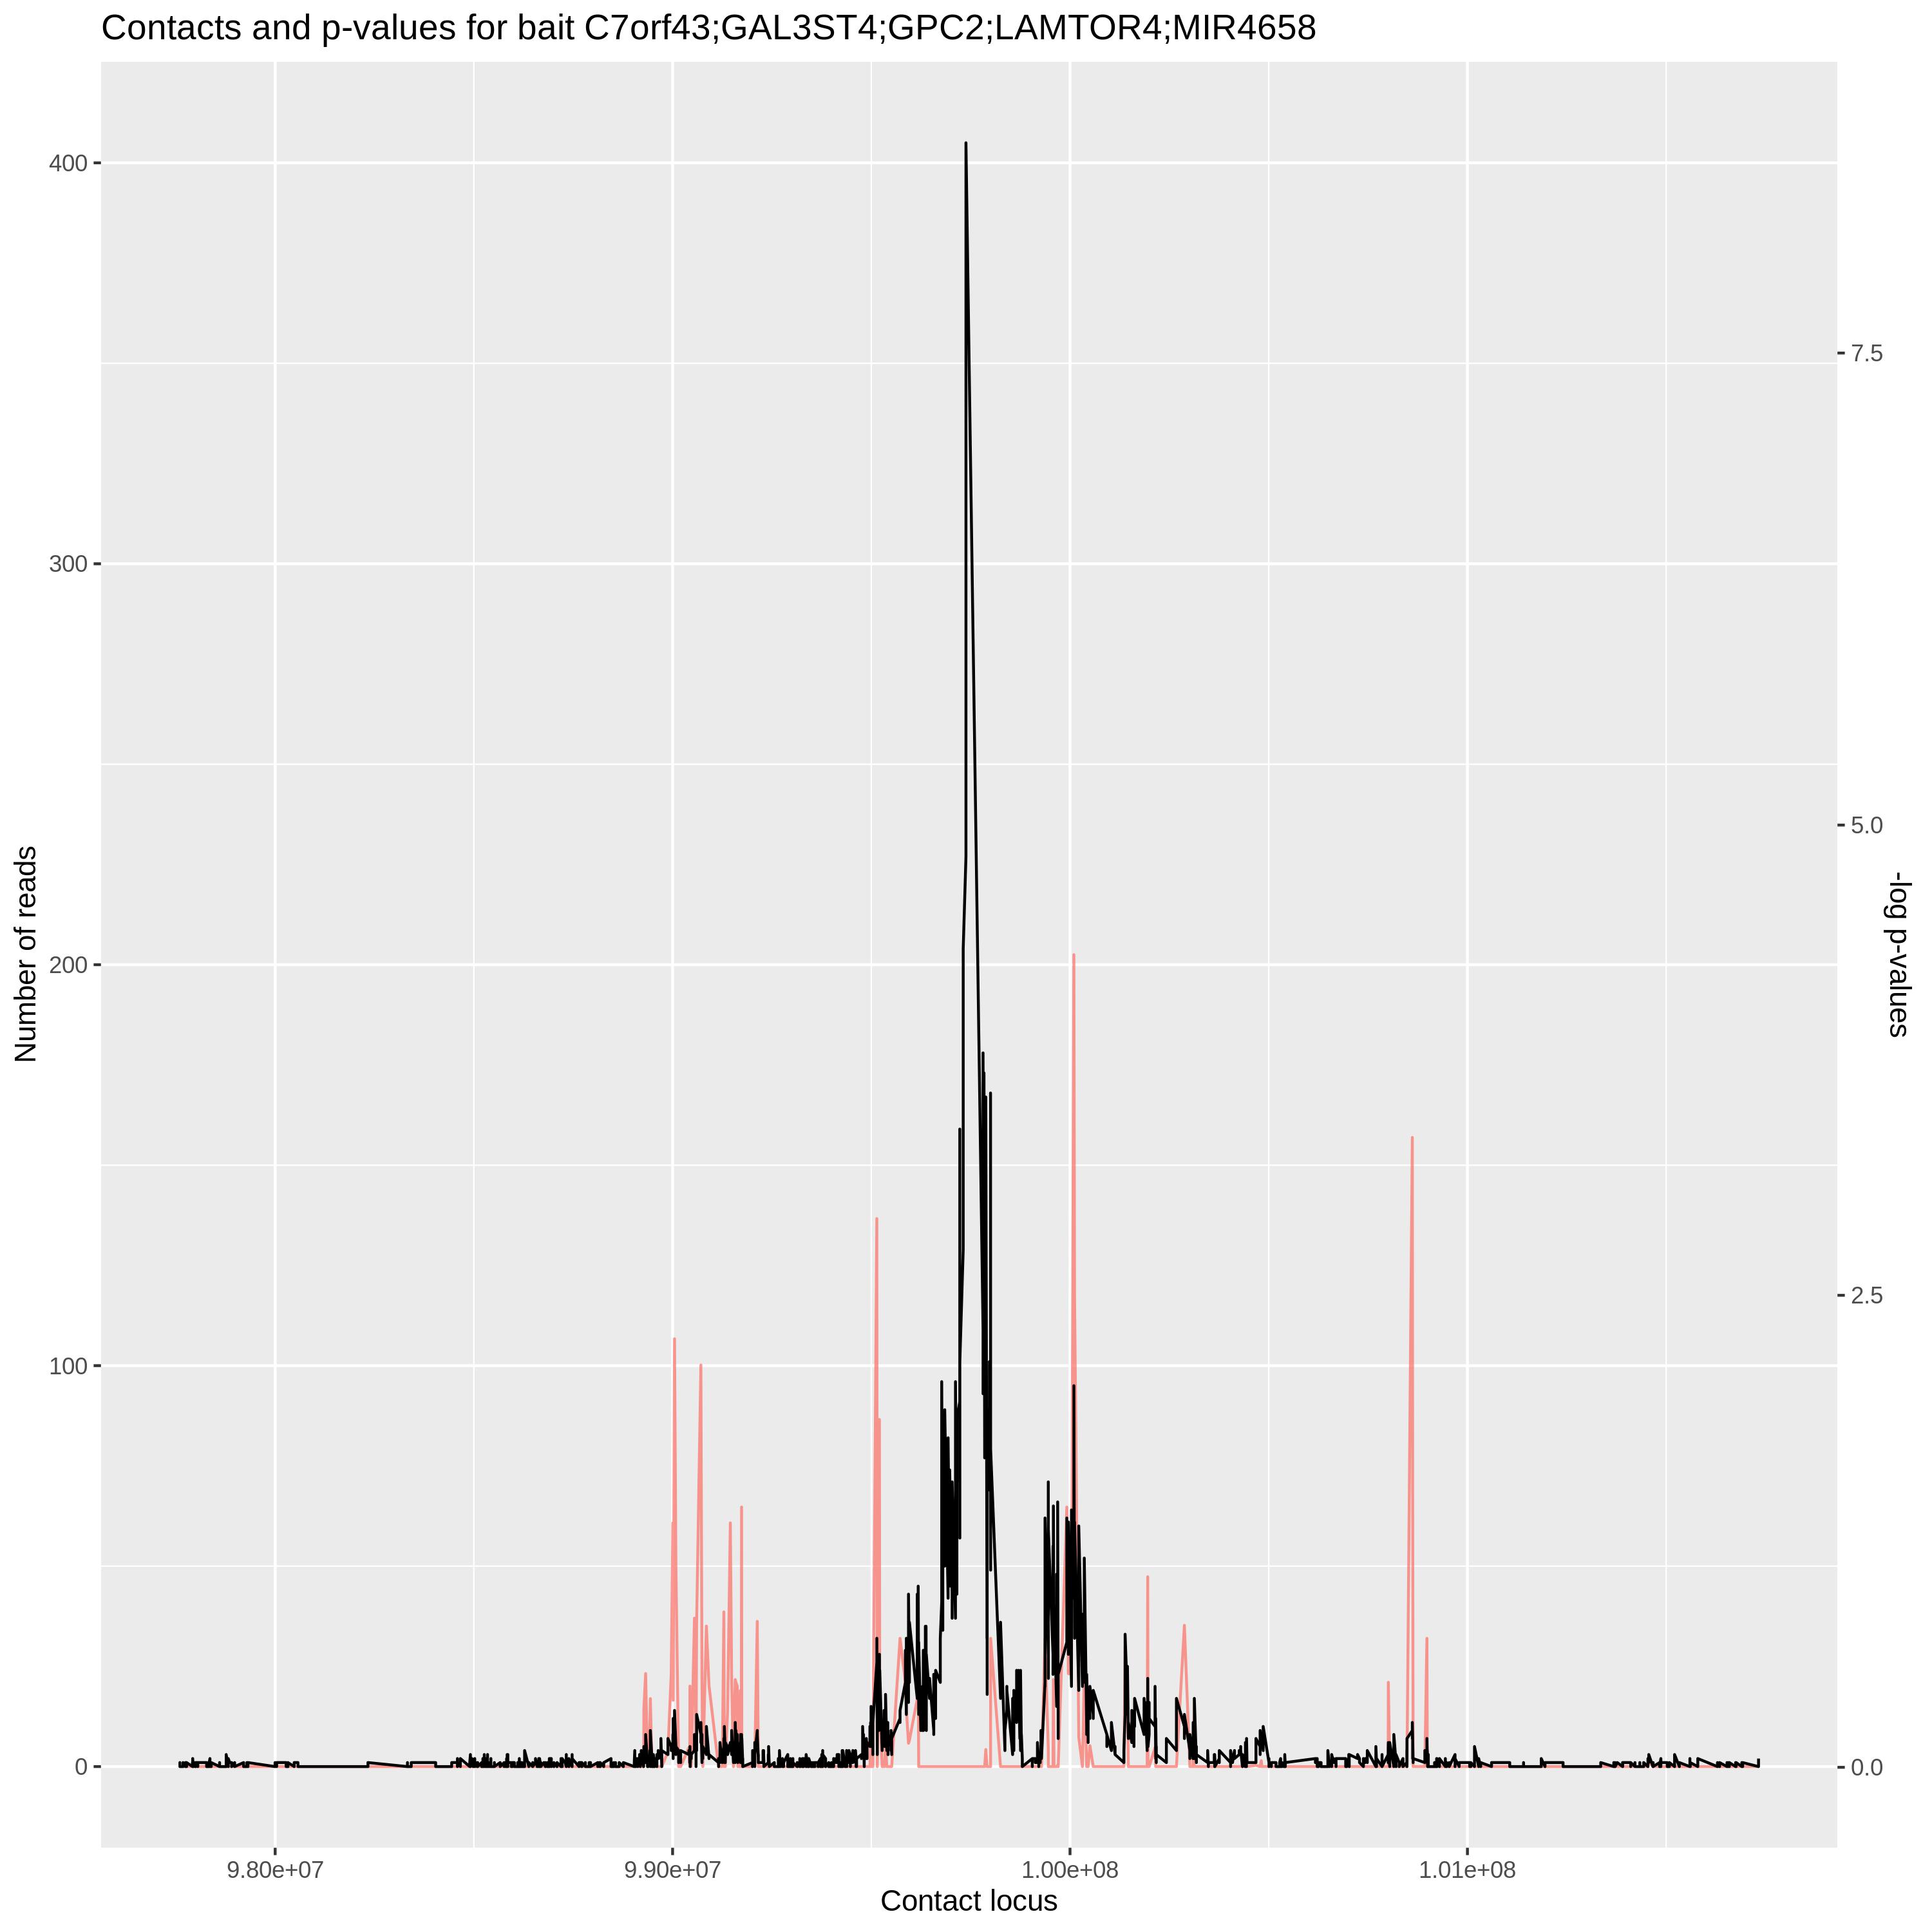 Contacts and p-values for bait C7orf43;GAL3ST4;GPC2;LAMTOR4;MIR4658
400
300
200
100
0
Number of reads
7.5
5.0
2.5
0.0
-log p-values
9.80e+07 9.90e+07 1.00e+08 1.01e+08
Contact locus